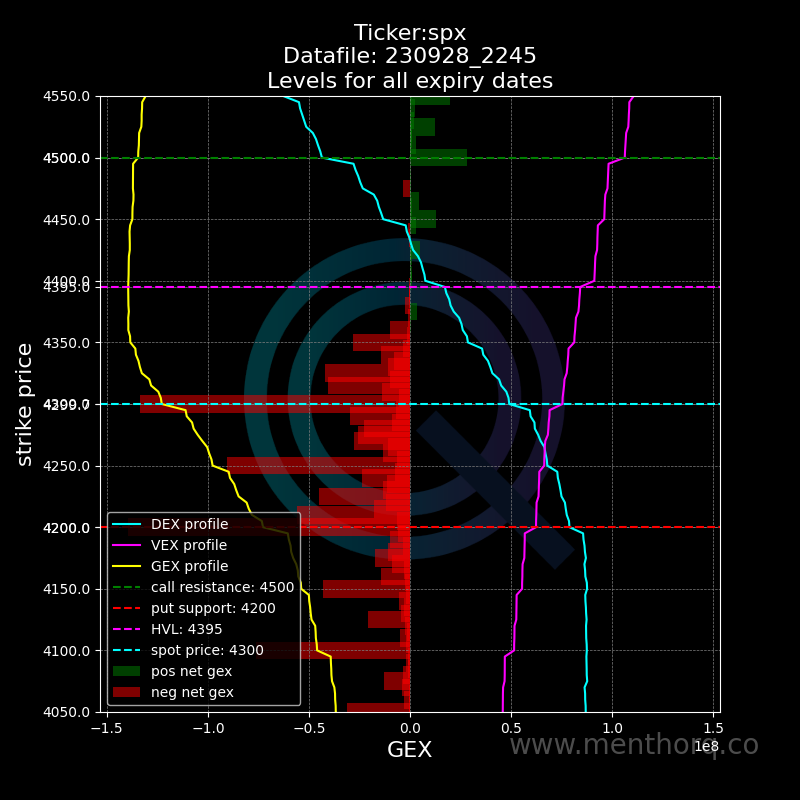 Ticker:spx
Datafile: 230928_2245
Levels for all expiry dates
4550.0
4500.0
4450.0
4400.0
4395.0
4350.0
4300.0
4299.7
4250.0
4200.0
4150.0
4100.0
4050.0
strike price
DEX profile
VEX profile
GEX profile
call resistance: 4500
put support: 4200
HVL: 4395
spot price: 4300
pos net gex
neg net gex
−1.5 −1.0 −0.5 0.0 0.5 1.0 1.5
1e8
GEX
www.menthorq.co